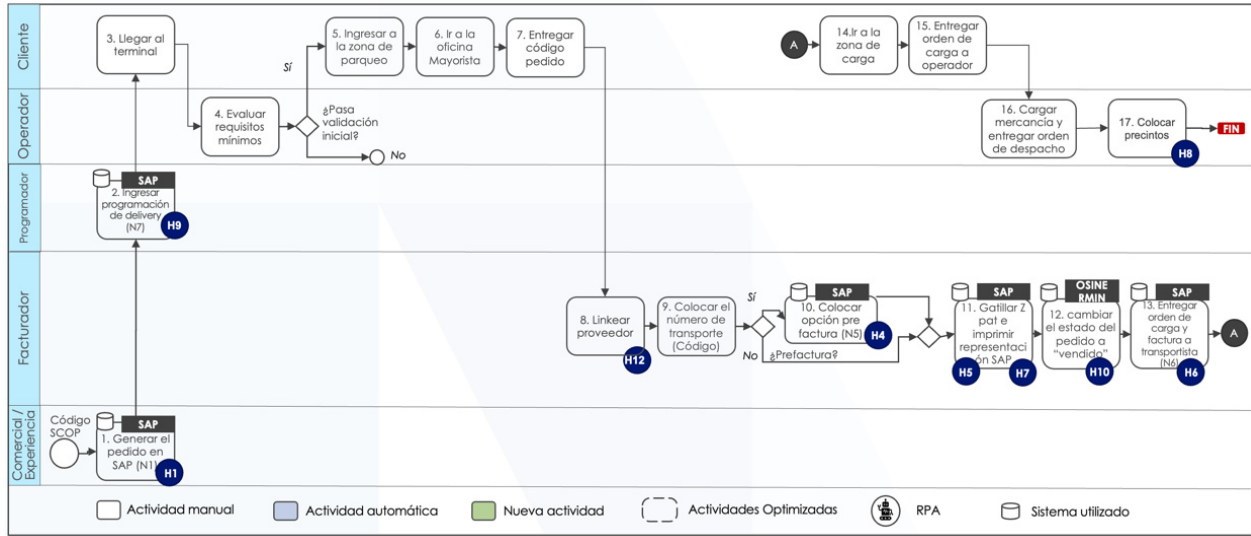 Cliente
3. Llegar al
terminal
Sí
5. Ingresar a
la zona de
parqueo
6. Ir a la
oficina
Mayorista
7. Entregar
código
pedido
A
14.Ir a la
zona de
carga
15. Entregar
orden de
carga a
operador
Operador
4. Evaluar
requisitos
mínimos
¿Pasa
validación
inicial?
No
16. Cargar
mercancía y
entregar orden
de despacho
17. Colocar
precintos
H8
FIN
Programador
SAP
2. Ingresar
programación
de delivery
(N7)
H9
Facturador
8. Linkear
proveedor
H12
9. Colocar el
número de
transporte
(Código)
Sí
No
¿Prefactura?
SAP
10. Colocar
opción pre
factura (N5)
H4
SAP
11. Gatillar Z
pat e imprimir
representaci
ón SAP
H5
H7
OSINE
RMIN
12. cambiar
el estado del
pedido a
“vendido”
H10
SAP
13. Entregar
orden de
carga y
factura a
transportista
(N6)
H6
A
Comercial /
Experiencia
Código
SCOP
SAP
1. Generar el
pedido en
SAP (N1)
H1
Actividad manual
Actividad automática
Nueva actividad
Actividades Optimizadas
RPA
Sistema utilizado